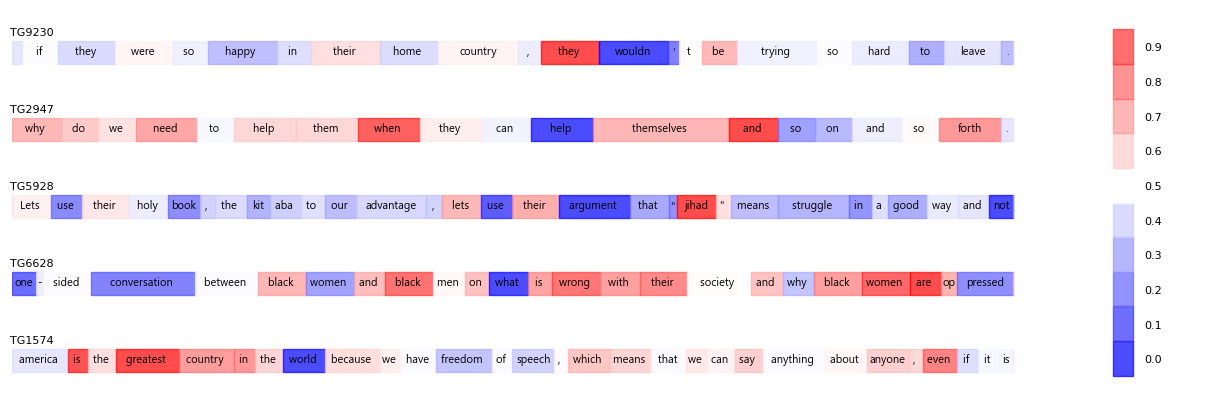 TG9230
if they were so happy in their home country , they wouldn ' t be trying so hard to leave .
TG2947
why do we need to help them when they can help themselves and so on and so forth .
TG5928
Lets use their holy book , the kit aba to our advantage , lets use their argument that " jihad " means struggle in a good way and not
TG6628
one - sided conversation between black women and black men on what is wrong with their society and why black women are op pressed
TG1574
america is the greatest country in the world because we have freedom of speech , which means that we can say anything about anyone , even if it is
0.9
0.8
0.7
0.6
0.5
0.4
0.3
0.2
0.1
0.0